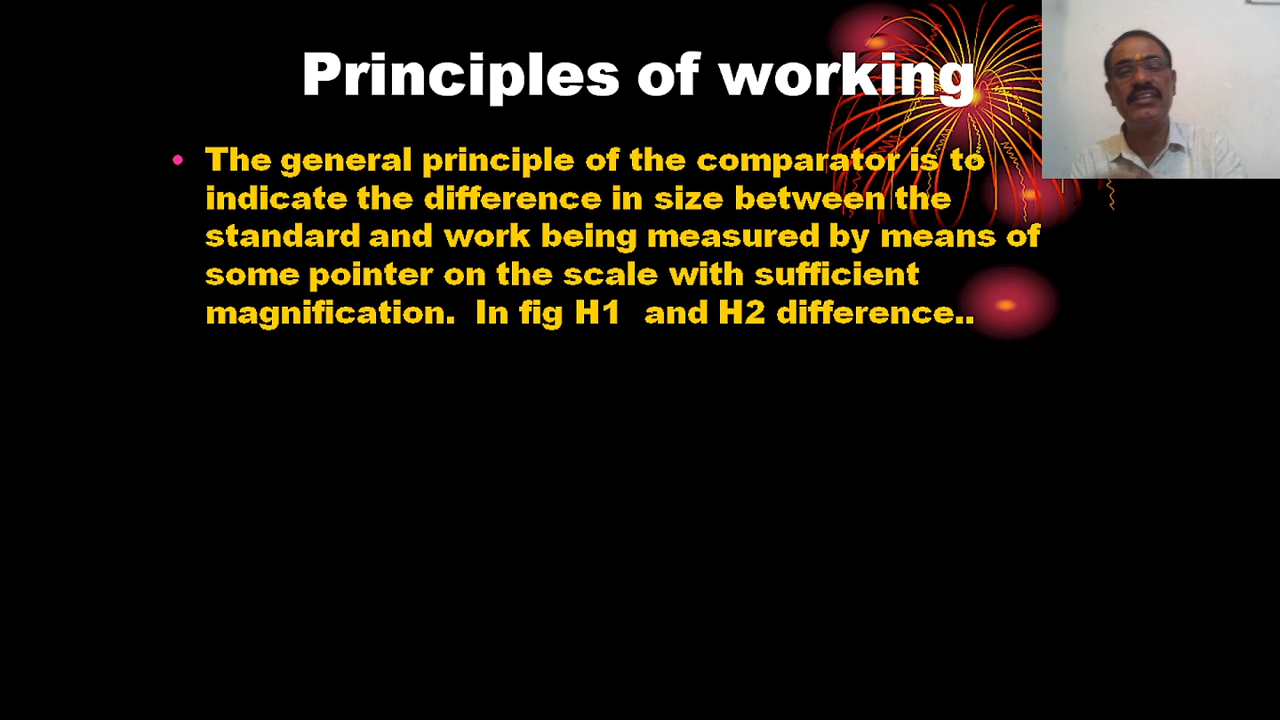 Principles of working
• The general principle of the comparator is to
indicate the difference in size between the
standard and work being measured by means of
some pointer on the scale with sufficient
magnification.  In fig H1  and H2 difference..